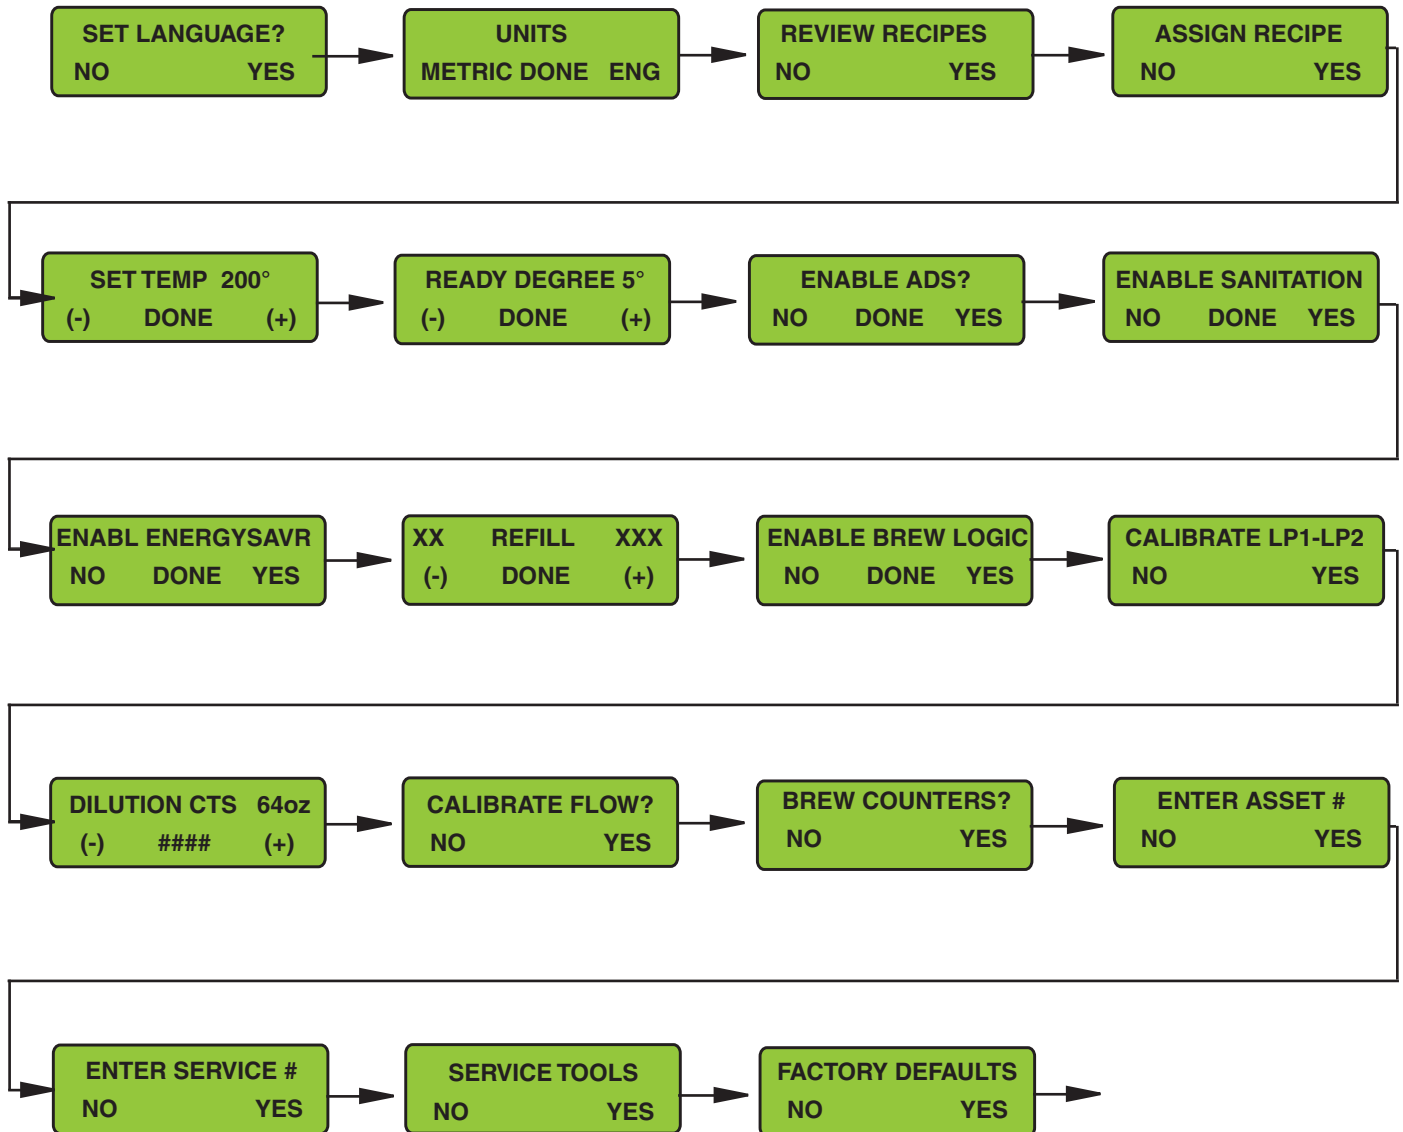 SET LANGUAGE?
NO YES
UNITS
METRIC DONE ENG
REVIEW RECIPES
NO YES
ASSIGN RECIPE
NO YES
SET TEMP 200°
(-) DONE (+)
READY DEGREE 5°
(-) DONE (+)
ENABLE ADS?
NO DONE YES
ENABLE SANITATION
NO DONE YES
ENABL ENERGYSAVR
NO DONE YES
XX REFILL XXX
(-) DONE (+)
ENABLE BREW LOGIC
NO DONE YES
CALIBRATE LP1-LP2
NO YES
DILUTION CTS 64oz
(-) #### (+)
CALIBRATE FLOW?
NO YES
BREW COUNTERS?
NO YES
ENTER ASSET #
NO YES
ENTER SERVICE #
NO YES
SERVICE TOOLS
NO YES
FACTORY DEFAULTS
NO YES